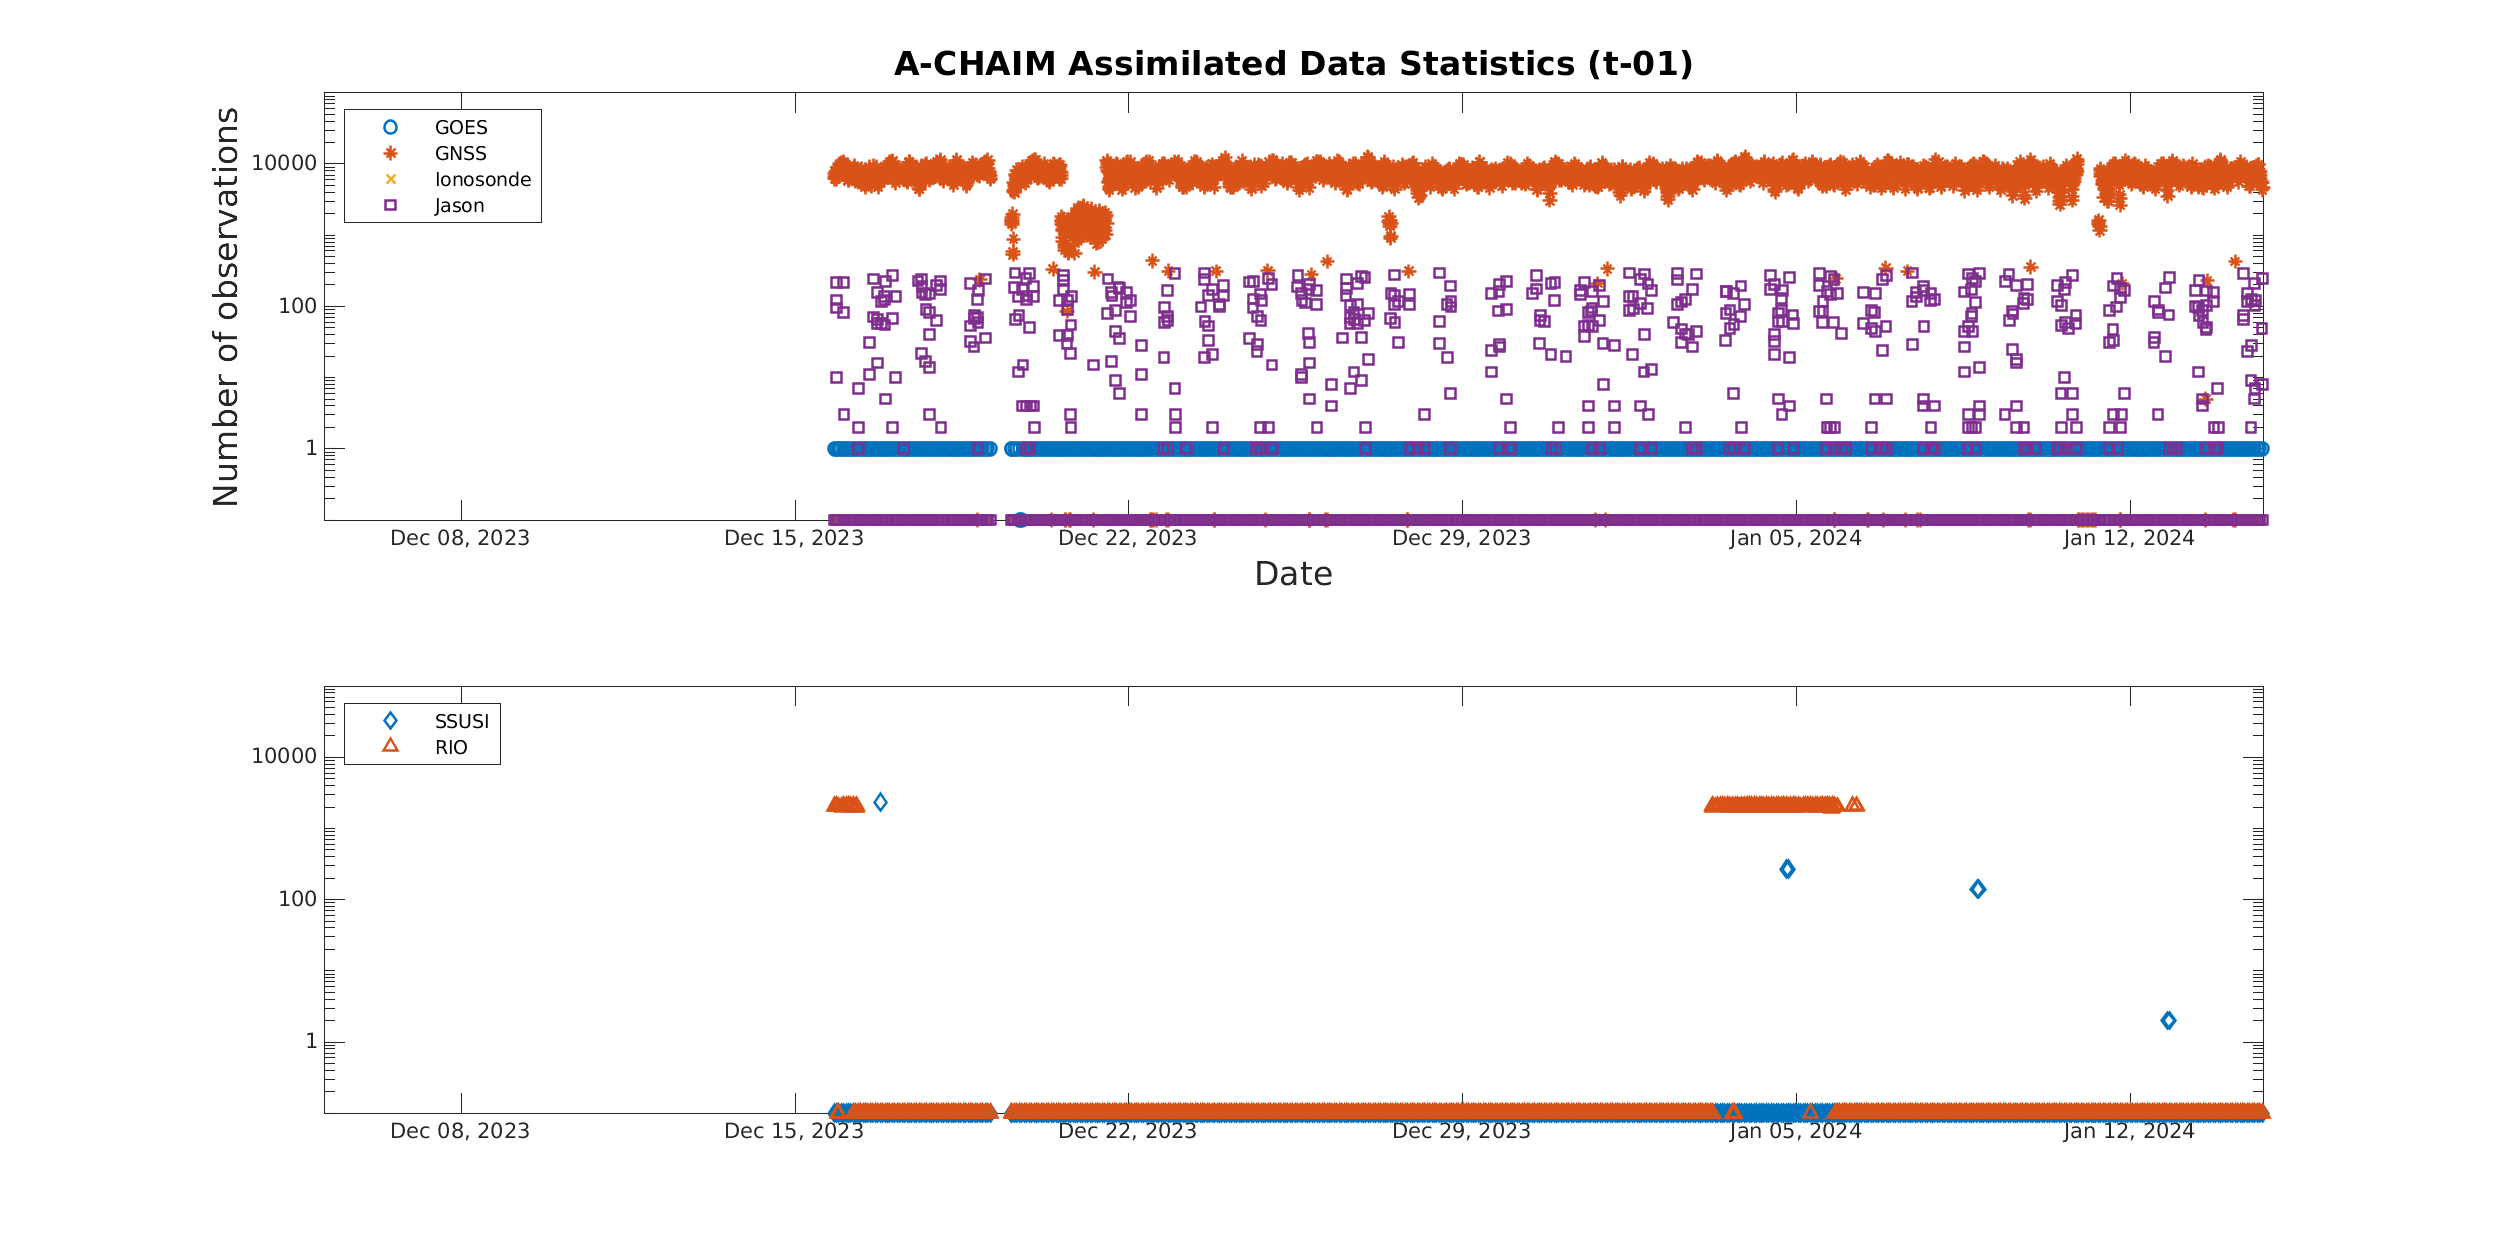 A-CHAIM Assimilated Data Statistics (t-01)
Number of observations
10000
100
1
GOES
GNSS
Ionosonde
Jason
Dec 08, 2023
Dec 15, 2023
Dec 22, 2023
Dec 29, 2023
Jan 05, 2024
Jan 12, 2024
Date
10000
100
1
SSUSI
RIO
Dec 08, 2023
Dec 15, 2023
Dec 22, 2023
Dec 29, 2023
Jan 05, 2024
Jan 12, 2024